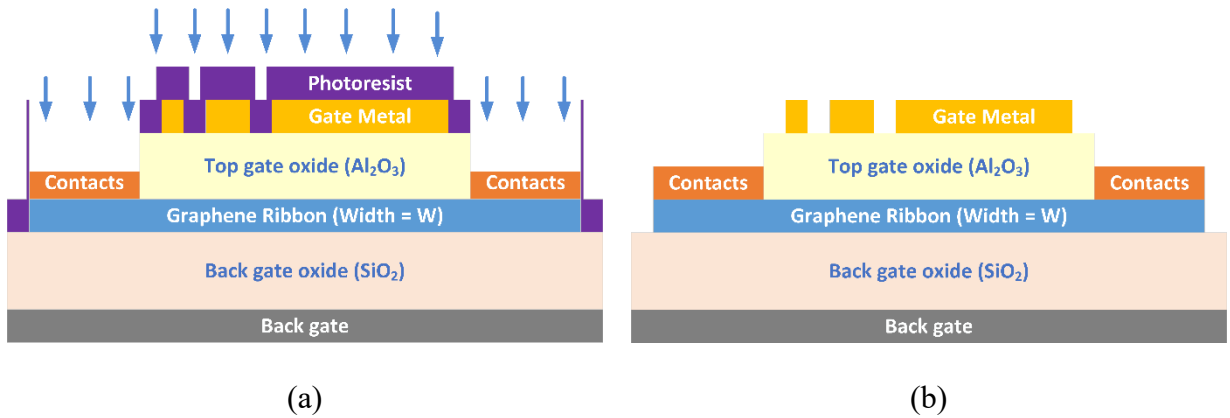 Photoresist
Gate Metal
Top gate oxide (Al₂O₃)
Contacts
Contacts
Graphene Ribbon (Width = W)
Back gate oxide (SiO₂)
Back gate
(a)
Gate Metal
Top gate oxide (Al₂O₃)
Contacts
Contacts
Graphene Ribbon (Width = W)
Back gate oxide (SiO₂)
Back gate
(b)